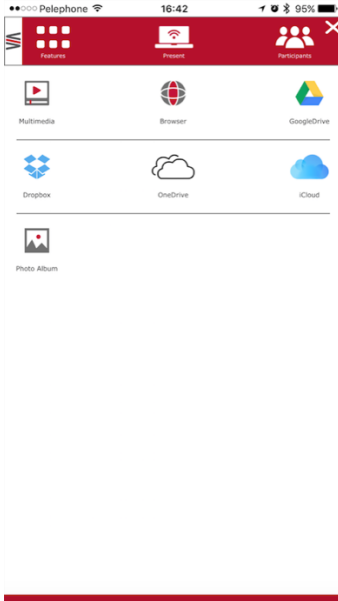 Pelephone 16:42 95%
Features Present Participants
Multimedia Browser GoogleDrive
Dropbox OneDrive iCloud
Photo Album